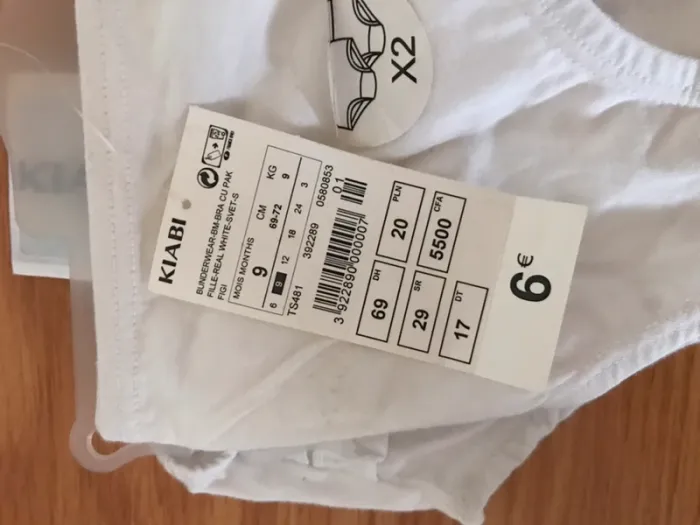 X2
KIABI
BUNDERWEAR-BM-BRA CU PAK
FILLE-REAL WHITE-SVET-S
FIGI
MOIS MONTHS CM KG
9 69-72 9
6 9 12 18 24 3
TS481 392289 0580853
01
3 922890 000007
69 DH 20 PLN
29 SR 5500 CFA
17 DT
6 €
KIABI